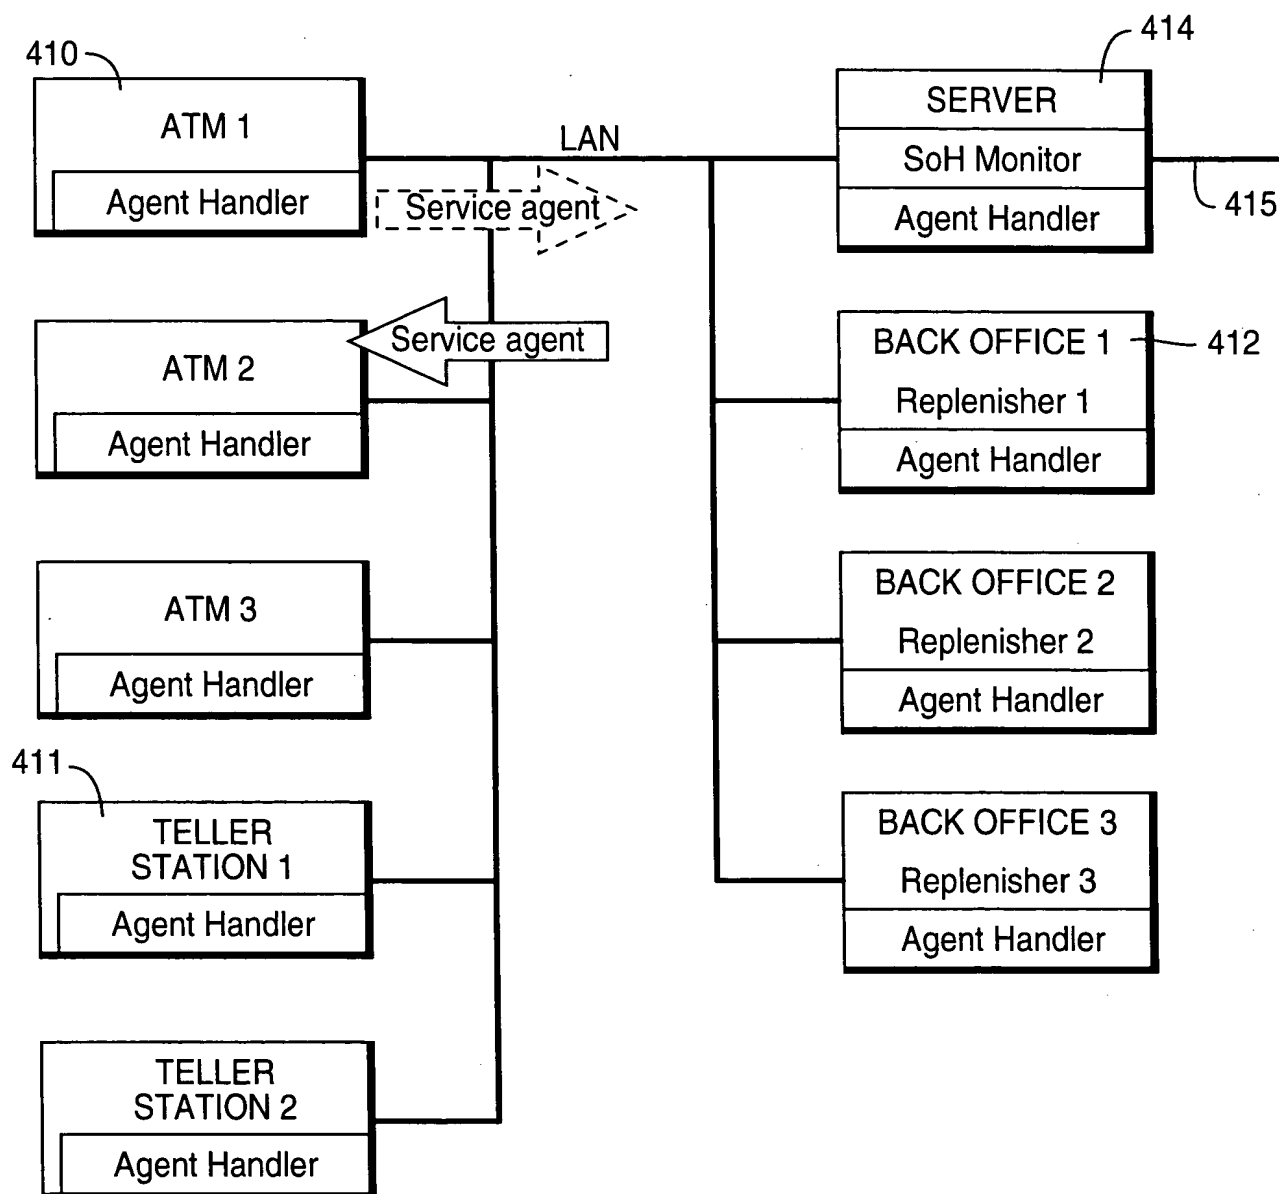 410
ATM 1
Agent Handler
LAN
Service agent
414
SERVER
SoH Monitor
Agent Handler
415
ATM 2
Agent Handler
Service agent
BACK OFFICE 1
Replenisher 1
Agent Handler
412
ATM 3
Agent Handler
BACK OFFICE 2
Replenisher 2
Agent Handler
411
TELLER
STATION 1
Agent Handler
BACK OFFICE 3
Replenisher 3
Agent Handler
TELLER
STATION 2
Agent Handler